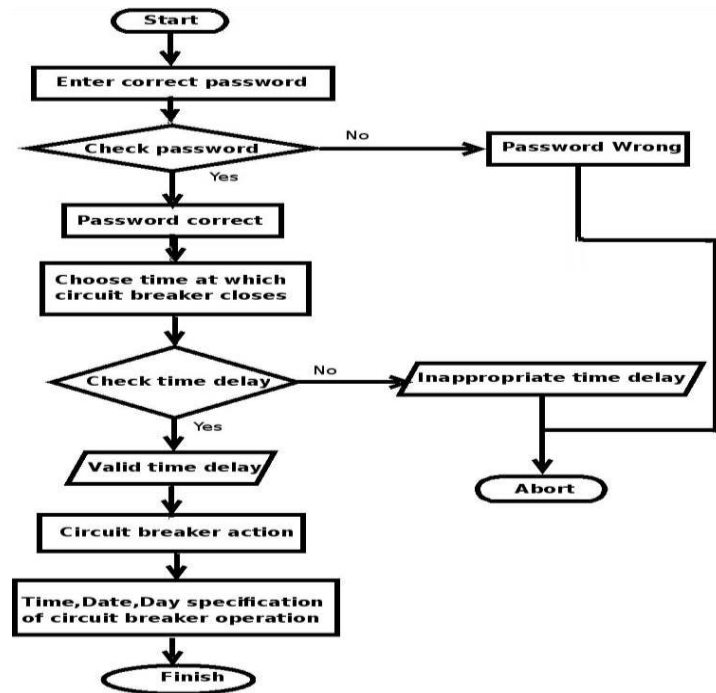 Start
Enter correct password
Check password
No
Password Wrong
Yes
Password correct
Choose time at which
circuit breaker closes
Check time delay
No
Inappropriate time delay
Yes
Valid time delay
Abort
Circuit breaker action
Time,Date,Day specification
of circuit breaker operation
Finish